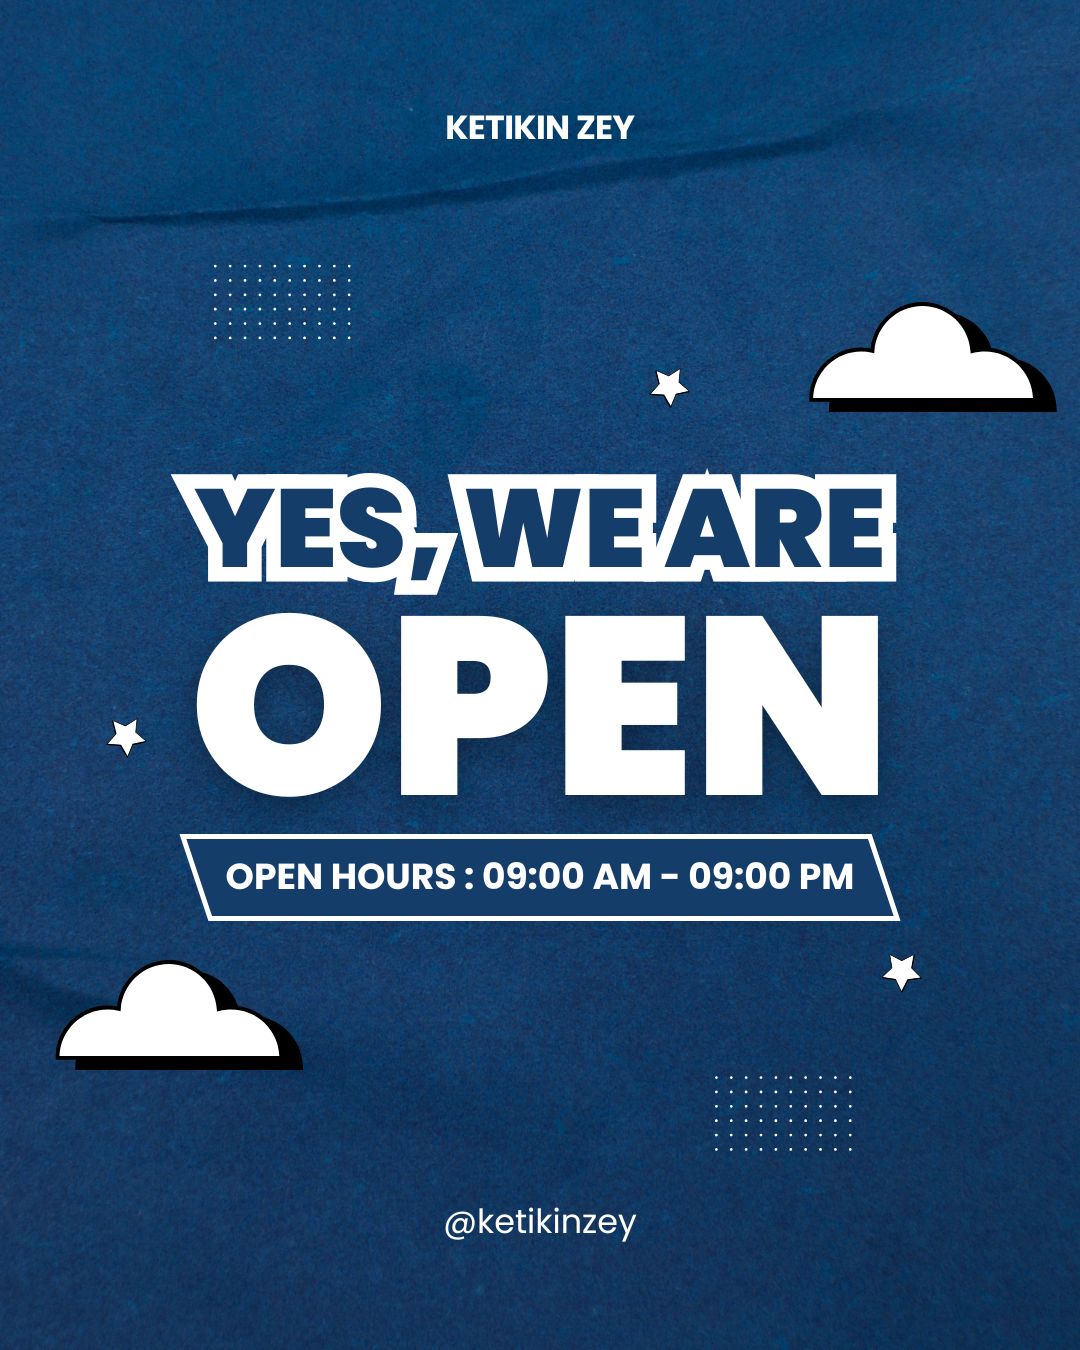 KETIKIN ZEY
YES, WE ARE
OPEN
OPEN HOURS : 09:00 AM - 09:00 PM
@ketikinzey